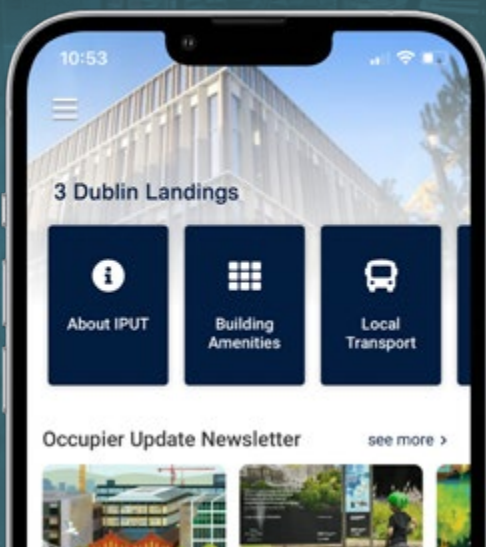 10:53
3 Dublin Landings
About IPUT
Building
Amenities
Local
Transport
Occupier Update Newsletter
see more >